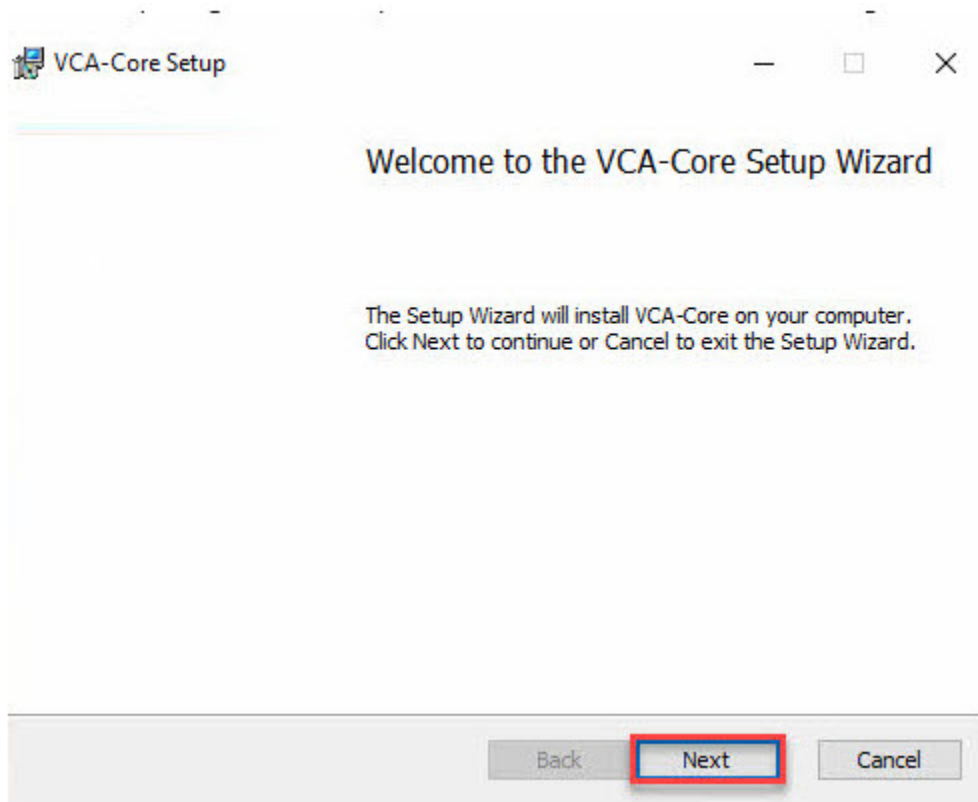 VCA-Core Setup
Welcome to the VCA-Core Setup Wizard
The Setup Wizard will install VCA-Core on your computer.
Click Next to continue or Cancel to exit the Setup Wizard.
Back
Next
Cancel